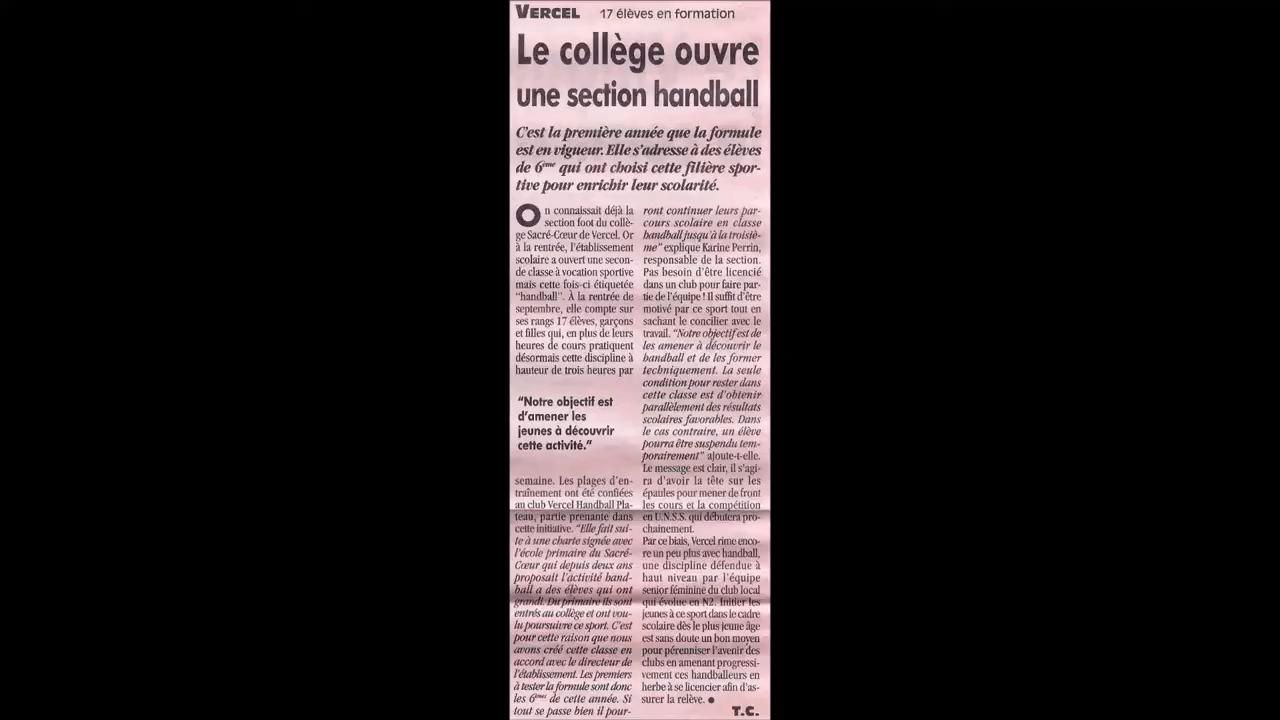 VERCEL 17 élèves en formation
Le collège ouvre
une section handball
C'est la première année que la formule
est en vigueur. Elle s'adresse à des élèves
de 6ème qui ont choisi cette filière spor-
tive pour enrichir leur scolarité.
On connaissait déjà la
section foot du collè-
ge Sacré-Cœur de Vercel. Or
à la rentrée, l'établissement
scolaire a ouvert une secon-
de classe à vocation sportive
mais cette fois-ci étiquetée
"handball". À la rentrée de
septembre, elle compte sur
ses rangs 17 élèves, garçons
et filles qui, en plus de leurs
heures de cours pratiquent
désormais cette discipline à
hauteur de trois heures par
"Notre objectif est
d'amener les
jeunes à découvrir
cette activité."
semaine. Les plages d'en-
traînement ont été confiées
au club Vercel Handball Pla-
teau, partie prenante dans
cette initiative. "Elle fait sui-
te à une charte signée avec
l'école primaire du Sacré-
Cœur qui depuis deux ans
proposait l'activité hand-
ball a des élèves qui ont
grandi. Du primaire ils sont
entrés au collège et ont vou-
lu poursuivre ce sport. C'est
pour cette raison que nous
avons créé cette classe en
accord avec le directeur de
l'établissement. Les premiers
à tester la formule sont donc
les 6èmes de cette année. Si
tout se passe bien il pour-
ront continuer leurs par-
cours scolaire en classe
handball jusqu'à la troisiè-
me" explique Karine Perrin,
responsable de la section.
Pas besoin d'être licencié
dans un club pour faire par-
tie de l'équipe ! Il suffit d'être
motivé par ce sport tout en
sachant le concilier avec le
travail. "Notre objectif est de
les amener à découvrir le
handball et de les former
techniquement. La seule
condition pour rester dans
cette classe est d'obtenir
parallèlement des résultats
scolaires favorables. Dans
le cas contraire, un élève
pourra être suspendu tem-
porairement" ajoute-t-elle.
Le message est clair, il s'agi-
ra d'avoir la tête sur les
épaules pour mener de front
les cours et la compétition
en U.N.S.S. qui débutera pro-
chainement.
Par ce biais, Vercel rime enco-
re un peu plus avec handball,
une discipline défendue à
haut niveau par l'équipe
senior féminine du club local
qui évolue en N2. Initier les
jeunes à ce sport dans le cadre
scolaire dès le plus jeune âge
est sans doute un bon moyen
pour pérenniser l'avenir des
clubs en amenant progressi-
vement ces handballeurs en
herbe à se licencier afin d'as-
surer la relève. ●
T.C.